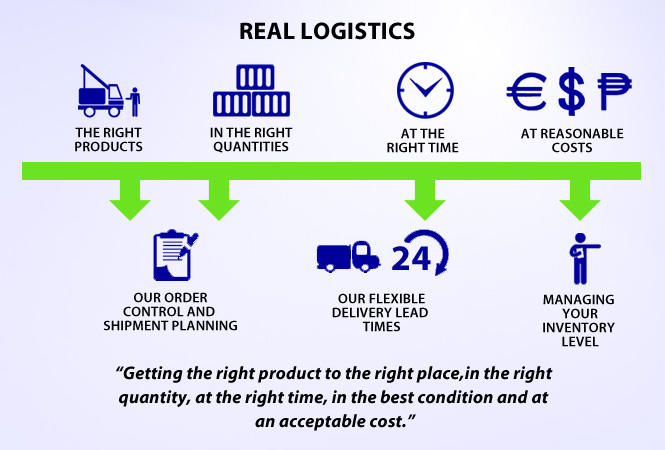 REAL LOGISTICS
THE RIGHT
PRODUCTS
IN THE RIGHT
QUANTITIES
AT THE
RIGHT TIME
€ $ ₱
AT REASONABLE
COSTS
OUR ORDER
CONTROL AND
SHIPMENT PLANNING
24
OUR FLEXIBLE
DELIVERY LEAD
TIMES
MANAGING
YOUR
INVENTORY
LEVEL
“Getting the right product to the right place,in the right
quantity, at the right time, in the best condition and at
an acceptable cost.”